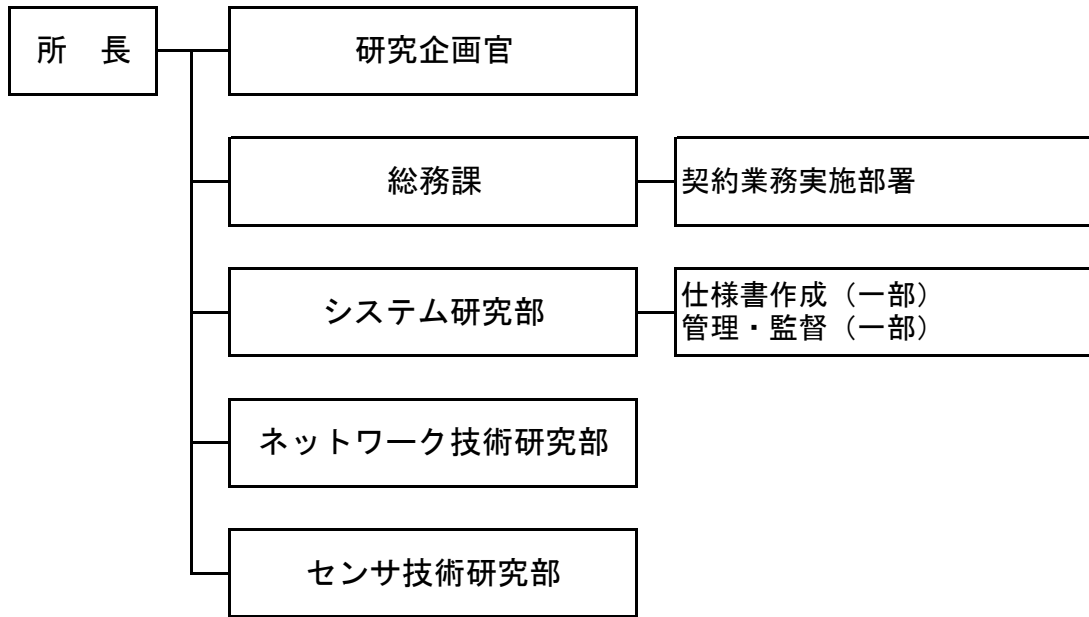 所　長
研究企画官
総務課
契約業務実施部署
システム研究部
仕様書作成（一部）
管理・監督（一部）
ネットワーク技術研究部
センサ技術研究部